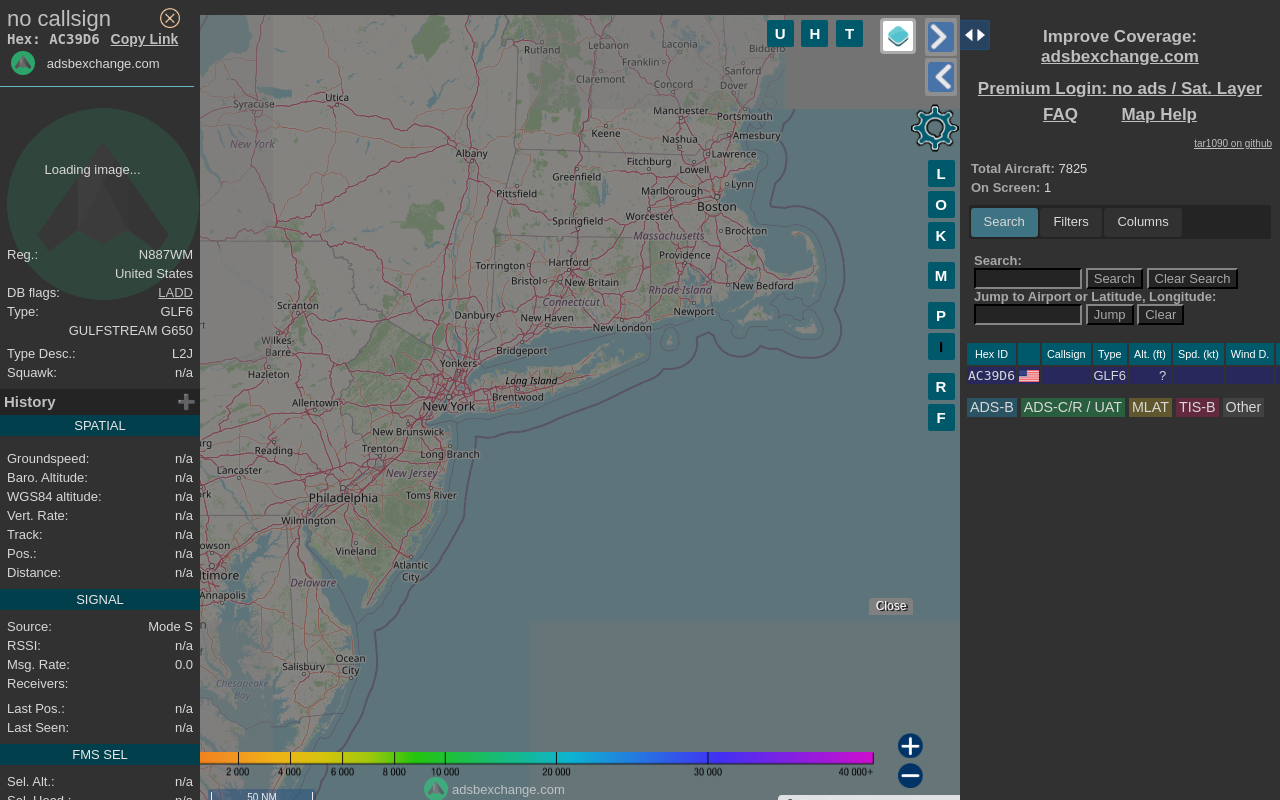 no callsign
Hex: AC39D6 Copy Link
adsbexchange.com
Loading image...
Reg.: N887WM
United States
DB flags: LADD
Type: GLF6
GULFSTREAM G650
Type Desc.: L2J
Squawk: n/a
History
SPATIAL
Groundspeed: n/a
Baro. Altitude: n/a
WGS84 altitude: n/a
Vert. Rate: n/a
Track: n/a
Pos.: n/a
Distance: n/a
SIGNAL
Source: Mode S
RSSI: n/a
Msg. Rate: 0.0
Receivers:
Last Pos.: n/a
Last Seen: n/a
FMS SEL
Sel. Alt.: n/a
Sel. Head.: n/a
U H T
Rutland
Lebanon
Laconia
Franklin
Sanford
Claremont
Concord
Dover
Syracuse
Utica
Manchester
Portsmouth
Keene
Nashua
Amesbury
New York
Albany
Fitchburg
Lawrence
Greenfield
Lowell
Lynn
Pittsfield
Marlborough
Boston
Springfield
Worcester
Massachusetts
Brockton
Torrington
Hartford
Providence
Bristol
New Britain
Rhode Island
New Bedford
Scranton
Connecticut
Danbury
New Haven
Newport
New London
Wilkes-
Barre
Bridgeport
Hazleton
Yonkers
Long Island
Allentown
New York
Brentwood
New Brunswick
Reading
Trenton
Long Branch
Lancaster
New Jersey
Philadelphia
Toms River
Wilmington
Vineland
Atlantic
City
Delaware
Annapolis
Salisbury
Ocean
City
Chesapeake
Bay
L
O
K
M
P
I
R
F
Close
2 000 4 000 6 000 8 000 10 000 20 000 30 000 40 000+
adsbexchange.com
50 NM
Improve Coverage:
adsbexchange.com
Premium Login: no ads / Sat. Layer
FAQ Map Help
tar1090 on github
Total Aircraft: 7825
On Screen: 1
Search Filters Columns
Search:
Search Clear Search
Jump to Airport or Latitude, Longitude:
Jump Clear
Hex ID Callsign Type Alt. (ft) Spd. (kt) Wind D.
AC39D6 GLF6 ?
ADS-B ADS-C/R / UAT MLAT TIS-B Other